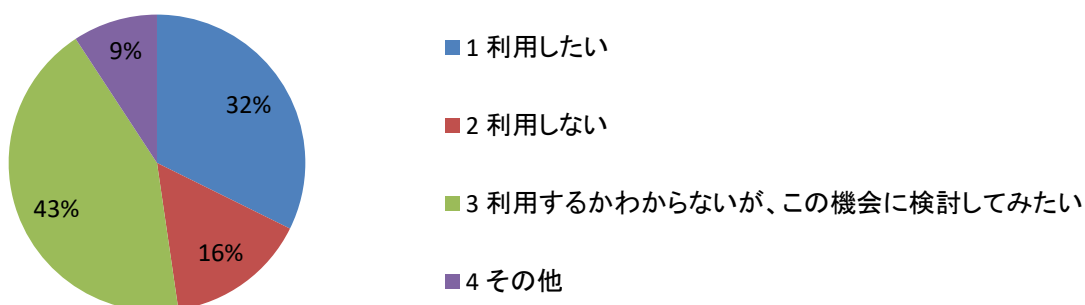 9%
32%
43%
16%
1 利用したい
2 利用しない
3 利用するかわからないが、この機会に検討してみたい
4 その他